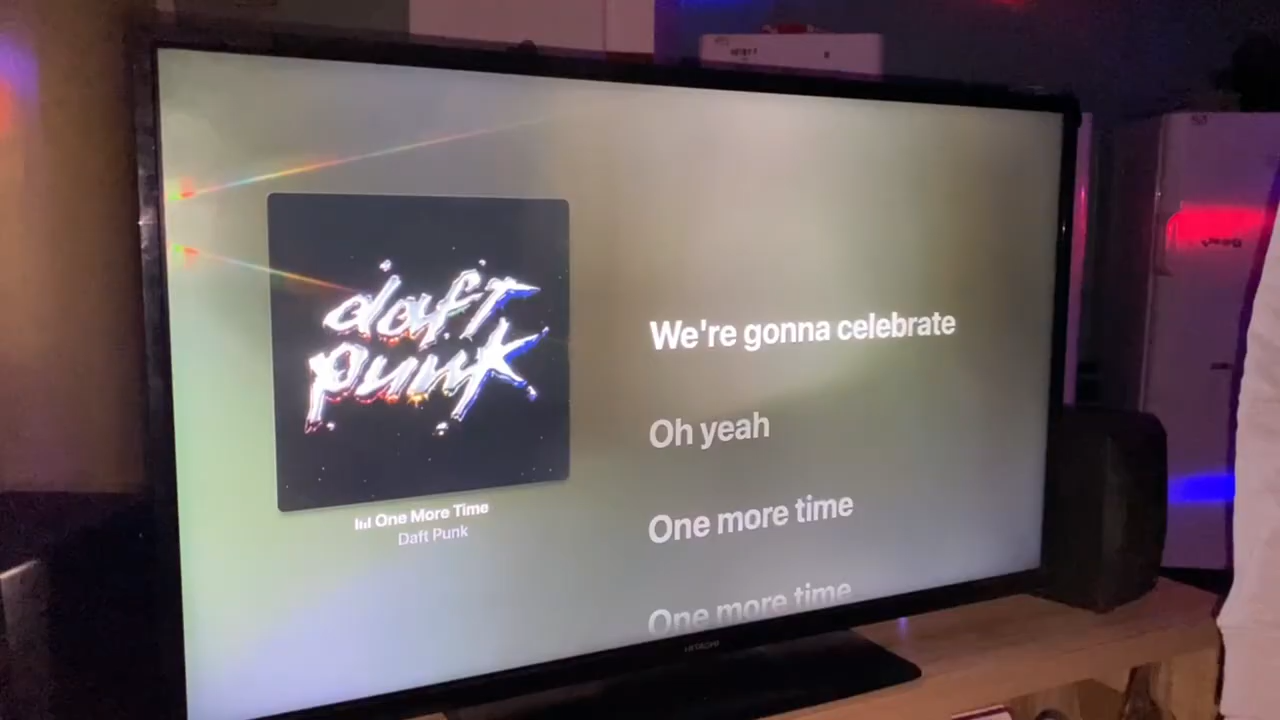 daft
punk
One More Time
Daft Punk
We're gonna celebrate
Oh yeah
One more time
One more time
HITACHI